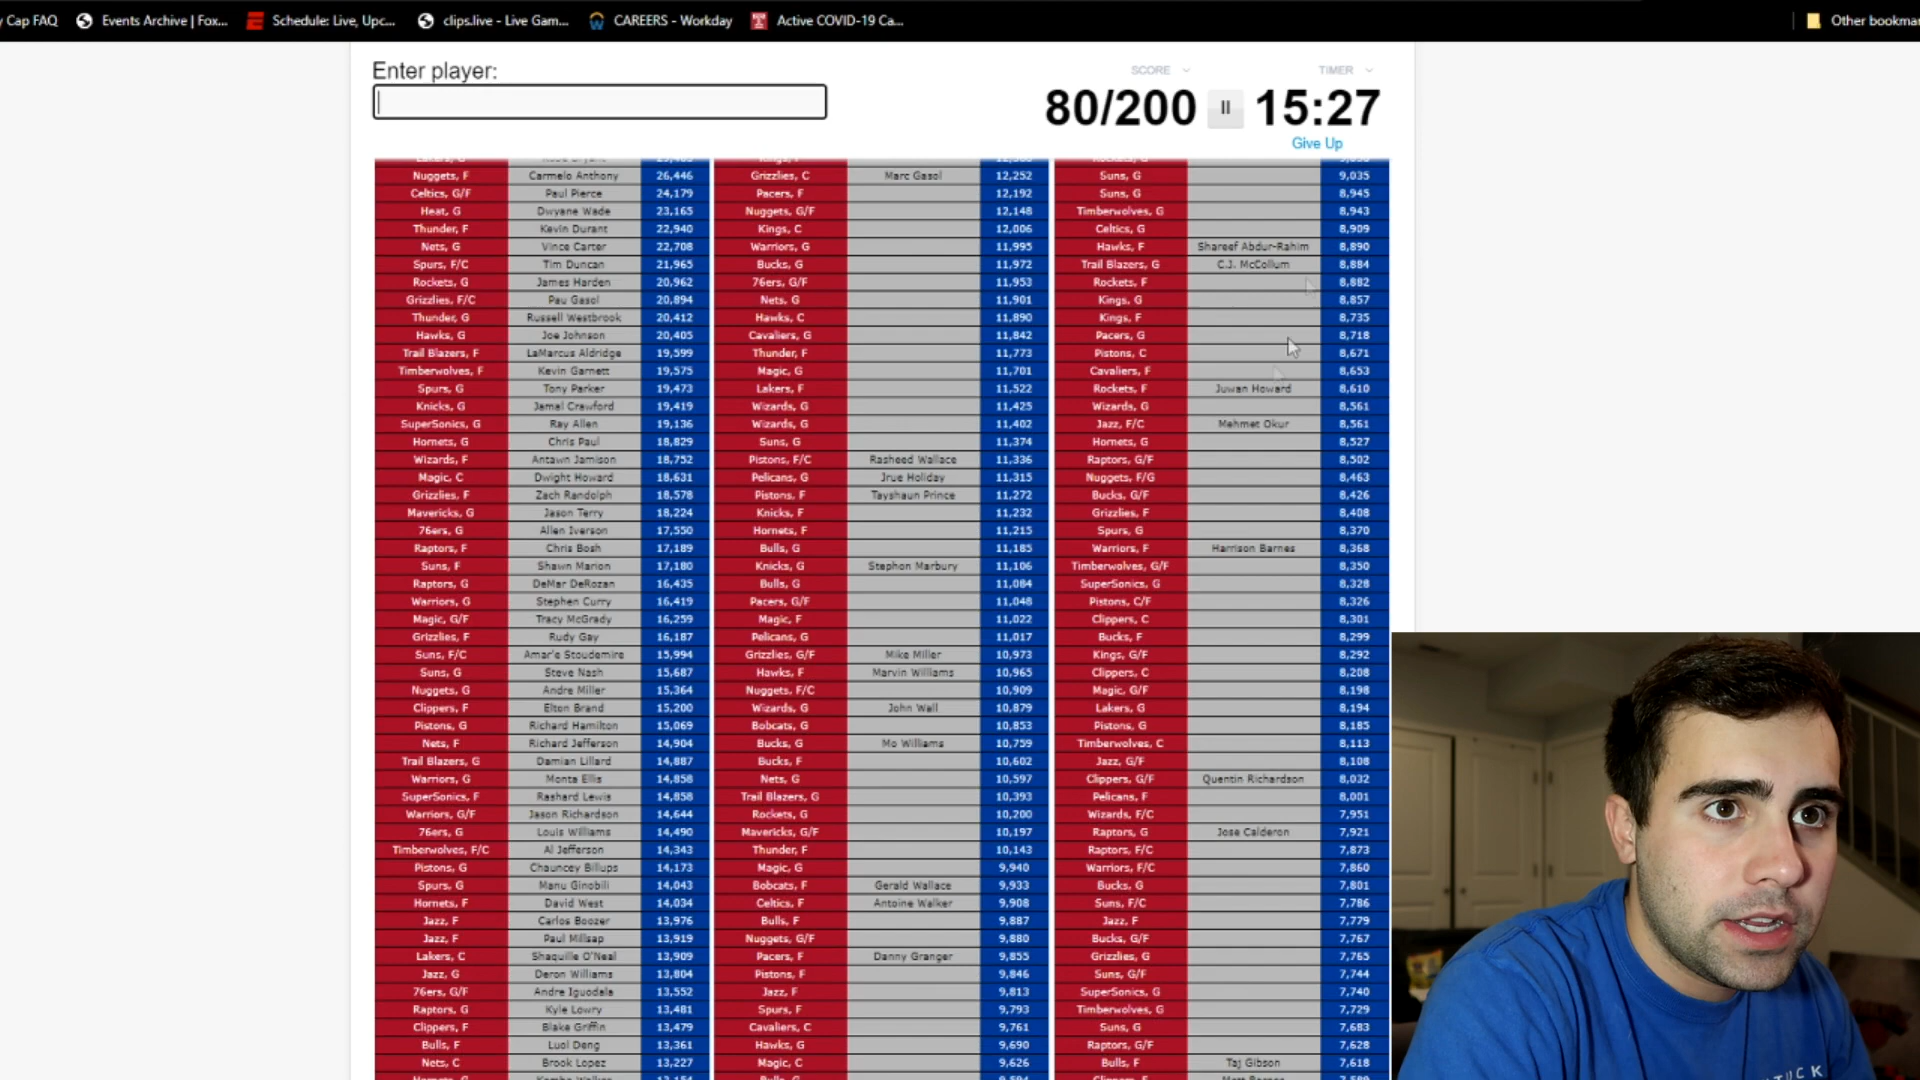 y Cap FAQ Events Archive | Fox... Schedule: Live, Upc... clips.live - Live Gam... CAREERS - Workday Active COVID-19 Ca... Other bookmar
Enter player:
SCORE TIMER
80/200 15:27
Give Up
Nuggets, F Carmelo Anthony 26,446 Grizzlies, C Marc Gasol 12,252 Suns, G 9,035
Celtics, G/F Paul Pierce 24,179 Pacers, F 12,192 Suns, G 8,945
Heat, G Dwyane Wade 23,165 Nuggets, G/F 12,148 Timberwolves, G 8,943
Thunder, F Kevin Durant 22,940 Kings, C 12,006 Celtics, G 8,909
Nets, G Vince Carter 22,708 Warriors, G 11,995 Hawks, F Shareef Abdur-Rahim 8,890
Spurs, F/C Tim Duncan 21,965 Bucks, G 11,972 Trail Blazers, G C.J. McCollum 8,884
Rockets, G James Harden 20,962 76ers, G/F 11,953 Rockets, F 8,882
Grizzlies, F/C Pau Gasol 20,894 Nets, G 11,901 Kings, G 8,857
Thunder, G Russell Westbrook 20,412 Hawks, C 11,890 Kings, F 8,735
Hawks, G Joe Johnson 20,405 Cavaliers, G 11,842 Pacers, G 8,718
Trail Blazers, F LaMarcus Aldridge 19,599 Thunder, F 11,773 Pistons, C 8,671
Timberwolves, F Kevin Garnett 19,575 Magic, G 11,701 Cavaliers, F 8,653
Spurs, G Tony Parker 19,473 Lakers, F 11,522 Rockets, F Juwan Howard 8,610
Knicks, G Jamal Crawford 19,419 Wizards, G 11,425 Wizards, G 8,561
SuperSonics, G Ray Allen 19,136 Wizards, G 11,402 Jazz, F/C Mehmet Okur 8,561
Hornets, G Chris Paul 18,829 Suns, G 11,374 Hornets, G 8,527
Wizards, F Antawn Jamison 18,752 Pistons, F/C Rasheed Wallace 11,336 Raptors, G/F 8,502
Magic, C Dwight Howard 18,631 Pelicans, G Jrue Holiday 11,315 Nuggets, F/G 8,463
Grizzlies, F Zach Randolph 18,578 Pistons, F Tayshaun Prince 11,272 Bucks, G/F 8,426
Mavericks, G Jason Terry 18,224 Knicks, F 11,232 Grizzlies, F 8,408
76ers, G Allen Iverson 17,550 Hornets, F 11,215 Spurs, G 8,370
Raptors, F Chris Bosh 17,189 Bulls, G 11,185 Warriors, F Harrison Barnes 8,368
Suns, F Shawn Marion 17,180 Knicks, G Stephon Marbury 11,106 Timberwolves, G/F 8,350
Raptors, G DeMar DeRozan 16,435 Bulls, G 11,084 SuperSonics, G 8,328
Warriors, G Stephen Curry 16,419 Pacers, G/F 11,048 Pistons, C/F 8,326
Magic, G/F Tracy McGrady 16,259 Magic, F 11,022 Clippers, C 8,301
Grizzlies, F Rudy Gay 16,187 Pelicans, G 11,017 Bucks, F 8,299
Suns, F/C Amar'e Stoudemire 15,994 Grizzlies, G/F Mike Miller 10,973 Kings, G/F 8,292
Suns, G Steve Nash 15,687 Hawks, F Marvin Williams 10,965 Clippers, C 8,208
Nuggets, G Andre Miller 15,364 Nuggets, F/C 10,909 Magic, G/F 8,198
Clippers, F Elton Brand 15,200 Wizards, G John Wall 10,879 Lakers, G 8,194
Pistons, G Richard Hamilton 15,069 Bobcats, G 10,853 Pistons, G 8,185
Nets, F Richard Jefferson 14,904 Bucks, G Mo Williams 10,759 Timberwolves, C 8,113
Trail Blazers, G Damian Lillard 14,887 Bucks, F 10,602 Jazz, G/F 8,108
Warriors, G Monta Ellis 14,858 Nets, G 10,597 Clippers, G/F Quentin Richardson 8,032
SuperSonics, F Rashard Lewis 14,858 Trail Blazers, G 10,393 Pelicans, F 8,001
Warriors, G/F Jason Richardson 14,644 Rockets, G 10,200 Wizards, F/C 7,951
76ers, G Louis Williams 14,490 Mavericks, G/F 10,197 Raptors, G Jose Calderon 7,921
Timberwolves, F/C Al Jefferson 14,343 Thunder, F 10,143 Raptors, F/C 7,873
Pistons, G Chauncey Billups 14,173 Magic, G 9,940 Warriors, F/C 7,860
Spurs, G Manu Ginobili 14,043 Bobcats, F Gerald Wallace 9,933 Bucks, G 7,801
Hornets, F David West 14,034 Celtics, F Antoine Walker 9,908 Suns, F/C 7,786
Jazz, F Carlos Boozer 13,976 Bulls, F 9,887 Jazz, F 7,779
Jazz, F Paul Millsap 13,919 Nuggets, G/F 9,880 Bucks, G/F 7,767
Lakers, C Shaquille O'Neal 13,909 Pacers, F Danny Granger 9,855 Grizzlies, G 7,765
Jazz, G Deron Williams 13,804 Pistons, F 9,846 Suns, G/F 7,744
76ers, G/F Andre Iguodala 13,552 Jazz, F 9,813 SuperSonics, G 7,740
Raptors, G Kyle Lowry 13,481 Spurs, F 9,793 Timberwolves, G 7,729
Clippers, F Blake Griffin 13,479 Cavaliers, C 9,761 Suns, G 7,683
Bulls, F Luol Deng 13,361 Hawks, G 9,690 Raptors, G/F 7,628
Nets, C Brook Lopez 13,227 Magic, C 9,626 Bulls, F Taj Gibson 7,618